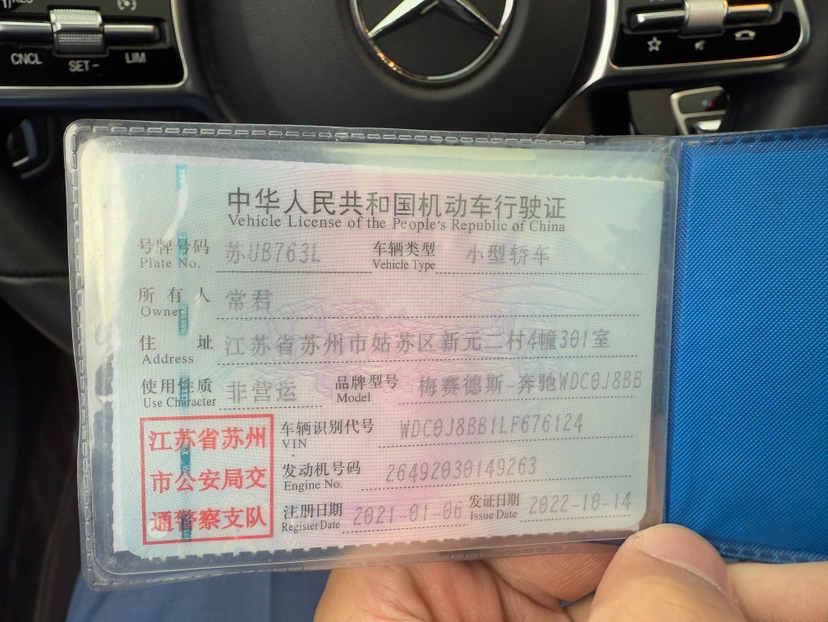 CNCL
SET-
LIM
中华人民共和国机动车行驶证
Vehicle License of the People's Republic of China
号牌号码 苏UB763L 车辆类型 小型轿车
Plate No. Vehicle Type
所有人 常君
Owner
住址 江苏省苏州市姑苏区新元二村4幢301室
Address
使用性质 非营运 品牌型号 梅赛德斯-奔驰WDC0J8BB
Use Character Model
江苏省苏州
市公安局交
通警察支队
车辆识别代号 WDC0J8BB1LF676124
VIN
发动机号码 26492030149263
Engine No.
注册日期 2021-01-06 发证日期 2022-10-14
Register Date Issue Date